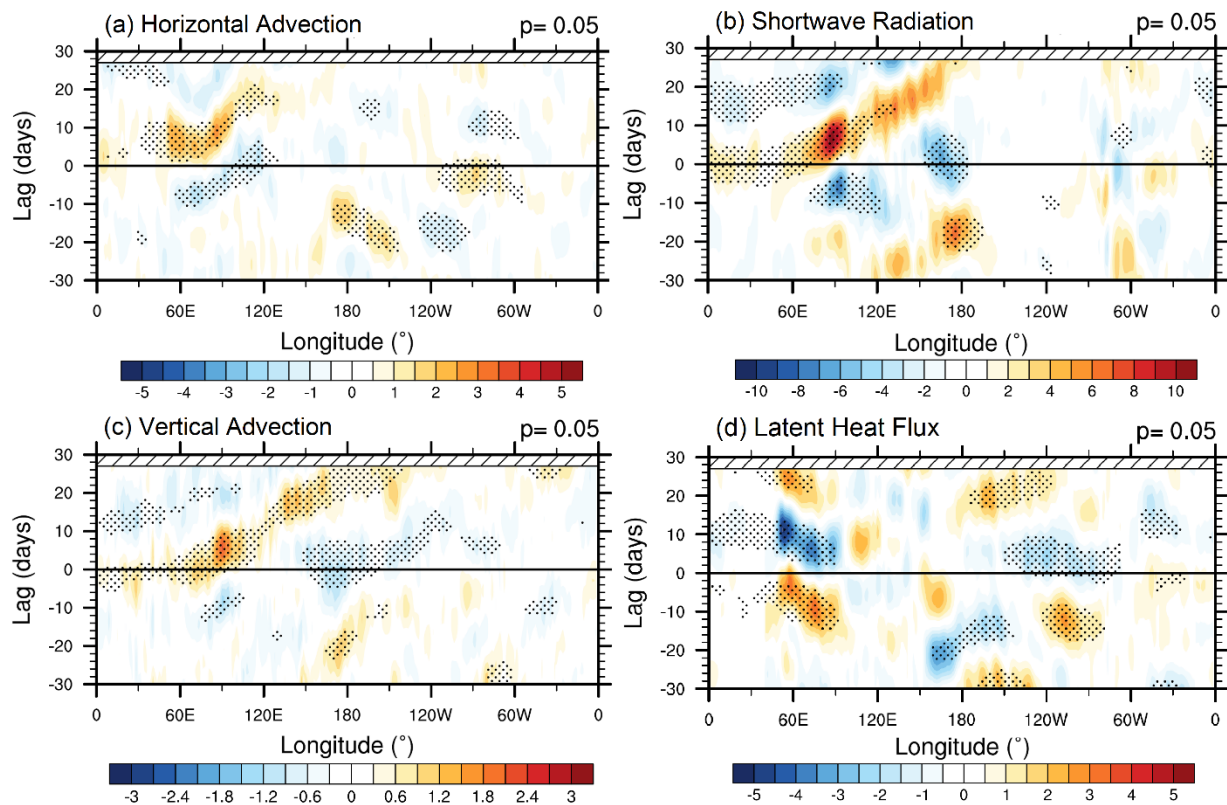 (a) Horizontal Advection p= 0.05
30
20
10
0
-10
-20
-30
Lag (days)
0 60E 120E 180 120W 60W 0
Longitude (°)
-5 -4 -3 -2 -1 0 1 2 3 4 5
(b) Shortwave Radiation p= 0.05
30
20
10
0
-10
-20
-30
Lag (days)
0 60E 120E 180 120W 60W 0
Longitude (°)
-10 -8 -6 -4 -2 0 2 4 6 8 10
(c) Vertical Advection p= 0.05
30
20
10
0
-10
-20
-30
Lag (days)
0 60E 120E 180 120W 60W 0
Longitude (°)
-3 -2.4 -1.8 -1.2 -0.6 0 0.6 1.2 1.8 2.4 3
(d) Latent Heat Flux p= 0.05
30
20
10
0
-10
-20
-30
Lag (days)
0 60E 120E 180 120W 60W 0
Longitude (°)
-5 -4 -3 -2 -1 0 1 2 3 4 5